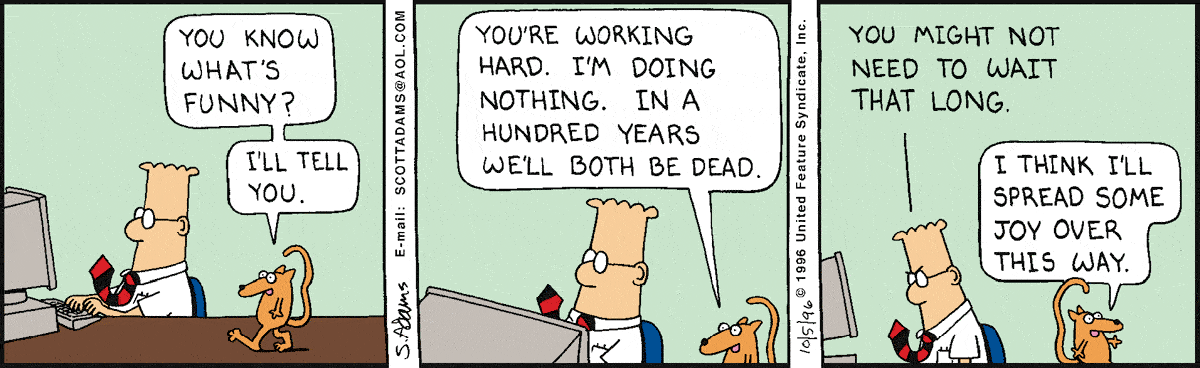 YOU KNOW
WHAT'S
FUNNY?
I'LL TELL
YOU.
S. Adams
E-mail: SCOTTADAMS@AOL.COM
YOU'RE WORKING
HARD. I'M DOING
NOTHING. IN A
HUNDRED YEARS
WE'LL BOTH BE DEAD.
10/5/96 © 1996 United Feature Syndicate, Inc.
YOU MIGHT NOT
NEED TO WAIT
THAT LONG.
I THINK I'LL
SPREAD SOME
JOY OVER
THIS WAY.